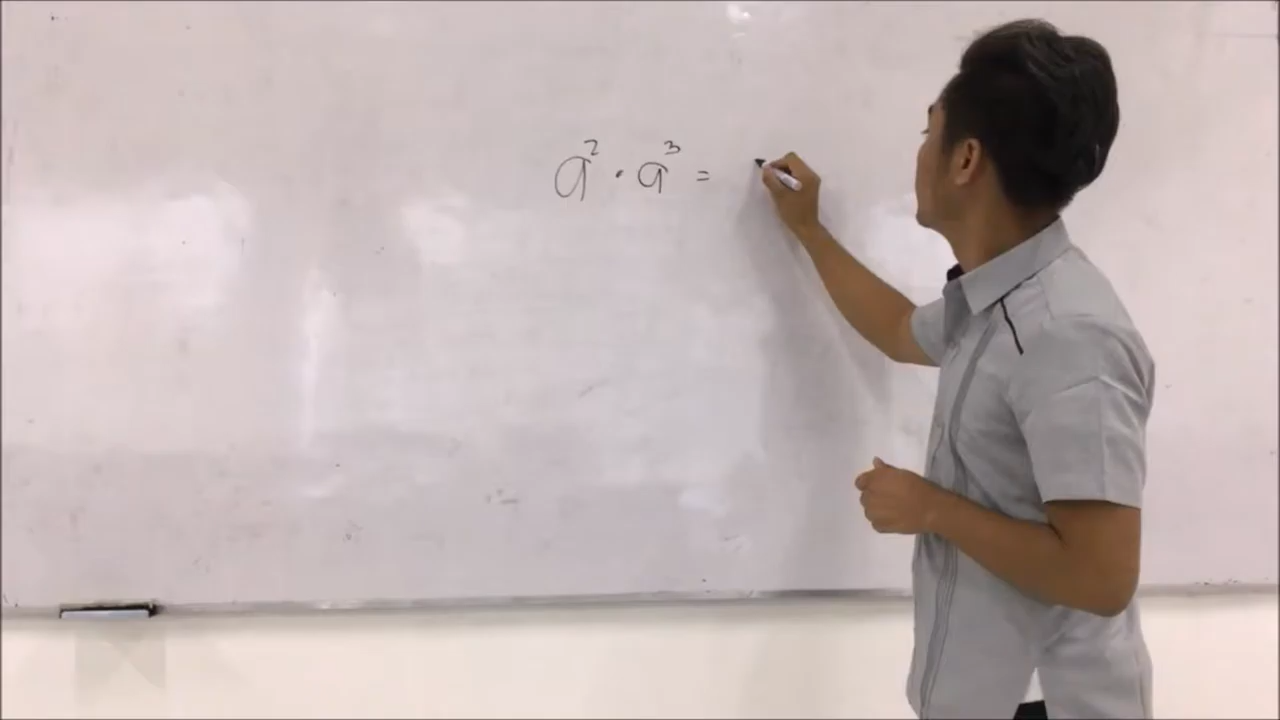 a² · a³ =